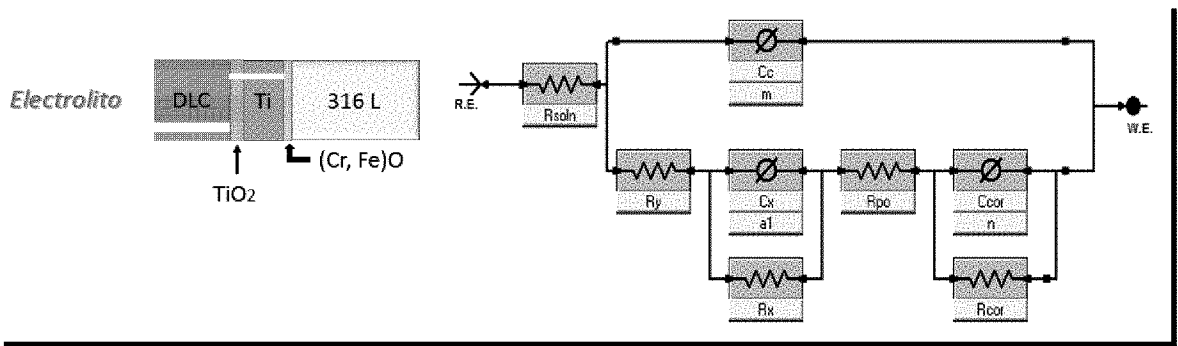 Electrolito
DLC
Ti
316 L
TiO2
(Cr, Fe)O
R.E.
Rsoln
Cc
m
Ry
Cx
a1
Rx
Rpo
Ccor
n
Rcor
W.E.